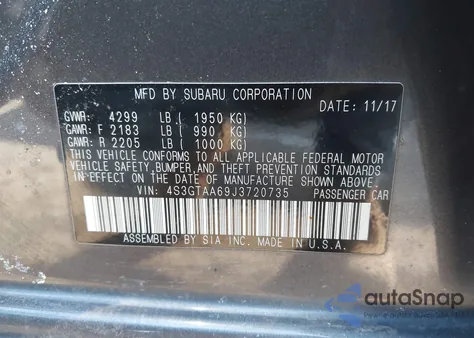 MFD BY SUBARU CORPORATION
DATE: 11/17
GVWR: 4299 LB ( 1950 KG)
GAWR: F 2183 LB ( 990 KG)
GAWR: R 2205 LB ( 1000 KG)
THIS VEHICLE CONFORMS TO ALL APPLICABLE FEDERAL MOTOR
VEHICLE SAFETY,BUMPER,AND THEFT PREVENTION STANDARDS
IN EFFECT ON THE DATE OF MANUFACTURE SHOWN ABOVE.
VIN: 4S3GTAA69J3720735 PASSENGER CAR
ASSEMBLED BY SIA INC. MADE IN U.S.A.
autoSnap